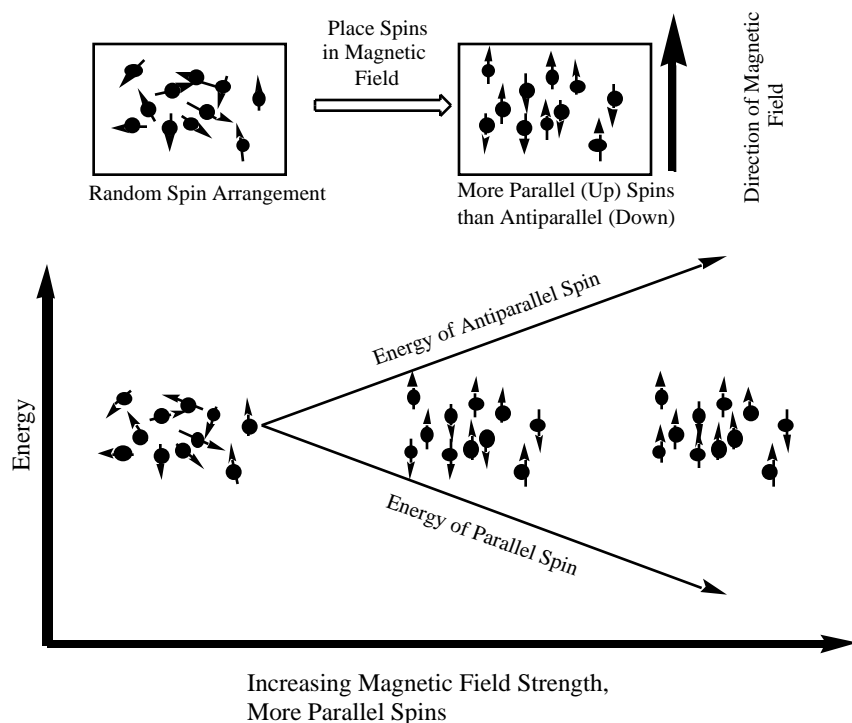 Place Spins
in Magnetic
Field
Direction of Magnetic
Field
Random Spin Arrangement
More Parallel (Up) Spins
than Antiparallel (Down)
Energy
Energy of Antiparallel Spin
Energy of Parallel Spin
Increasing Magnetic Field Strength,
More Parallel Spins